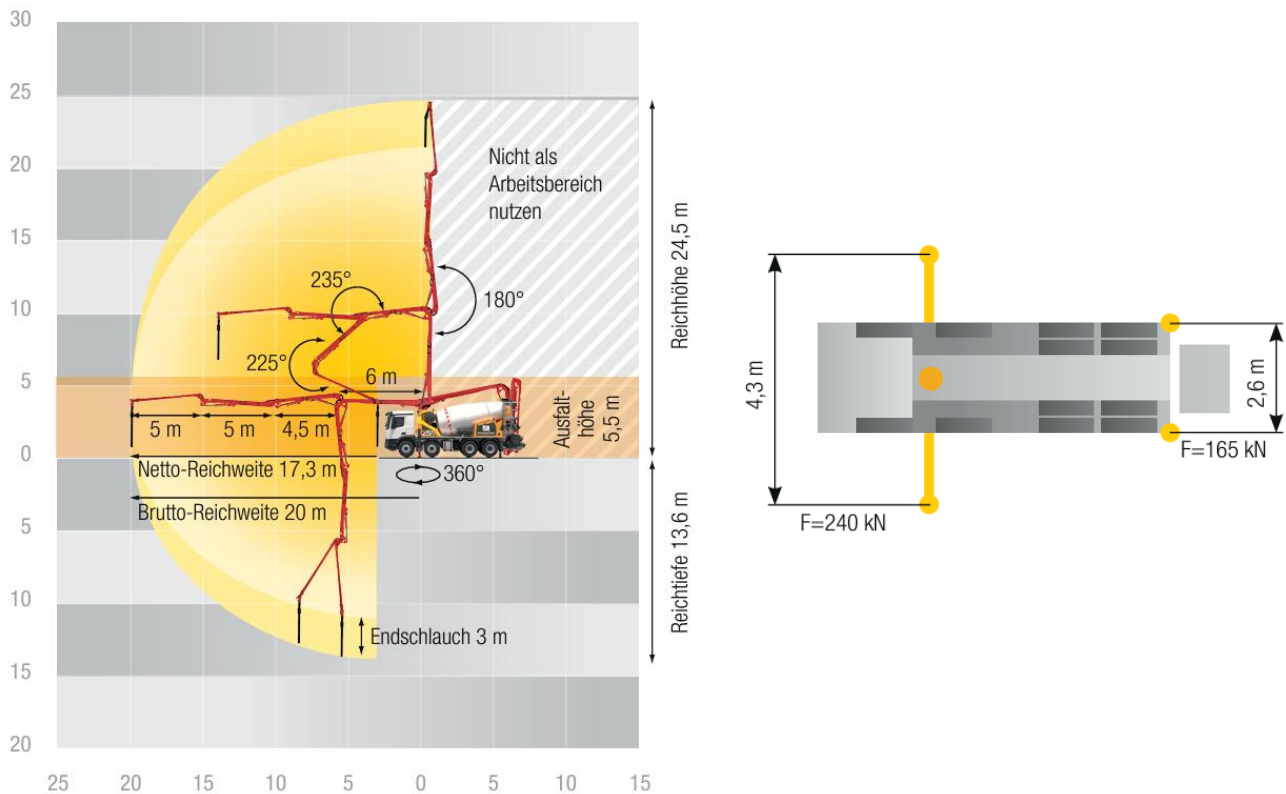 30
25
20
15
10
5
0
5
10
15
20
25
20
15
10
5
0
5
10
15
Nicht als
Arbeitsbereich
nutzen
235°
180°
225°
6 m
5 m
5 m
4,5 m
Ausfalt-
höhe
5,5 m
Netto-Reichweite 17,3 m
360°
Brutto-Reichweite 20 m
Endschlauch 3 m
Reichhöhe 24,5 m
Reichtiefe 13,6 m
4,3 m
2,6 m
F=165 kN
F=240 kN